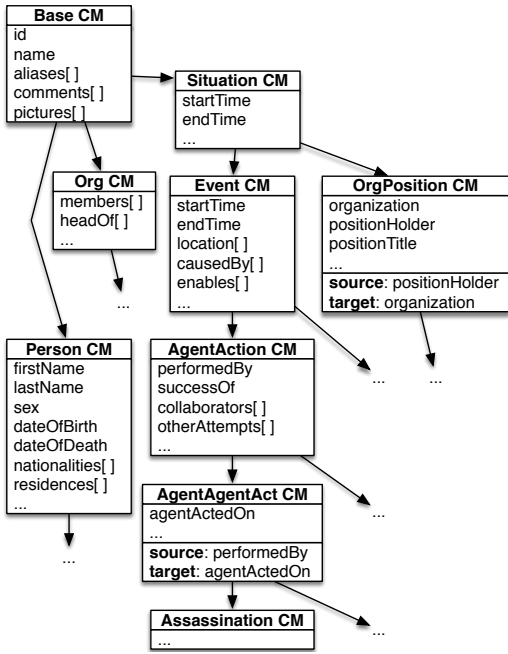 Base CM
id
name
aliases[ ]
comments[ ]
pictures[ ]
Situation CM
startTime
endTime
...
Org CM
members[ ]
headOf[ ]
...
...
Event CM
startTime
endTime
location[ ]
causedBy[ ]
enables[ ]
...
...
OrgPosition CM
organization
positionHolder
positionTitle
...
source: positionHolder
target: organization
...
Person CM
firstName
lastName
sex
dateOfBirth
dateOfDeath
nationalities[ ]
residences[ ]
...
...
AgentAction CM
performedBy
successOf
collaborators[ ]
otherAttempts[ ]
...
...
AgentAgentAct CM
agentActedOn
...
source: performedBy
target: agentActedOn
...
Assassination CM
...